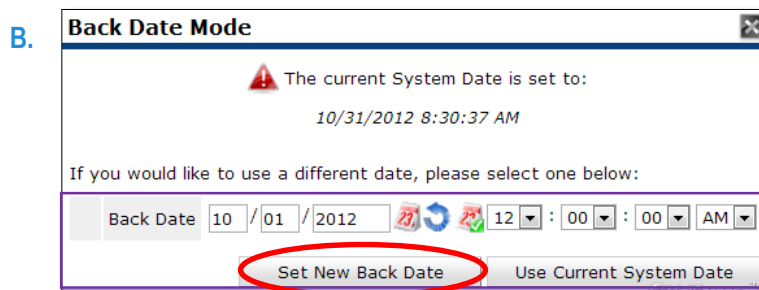 B.
Back Date Mode
The current System Date is set to:
10/31/2012 8:30:37 AM
If you would like to use a different date, please select one below:
Back Date 10 / 01 / 2012 23 12 : 00 : 00 AM
Set New Back Date Use Current System Date